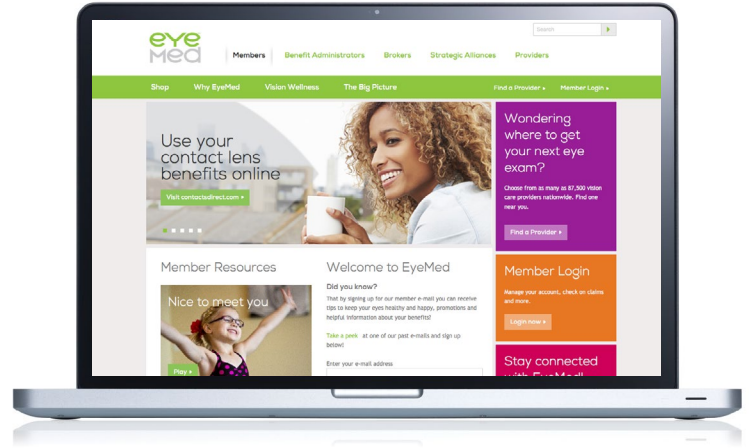 Search
eye
med
Members
Benefit Administrators
Brokers
Strategic Alliances
Providers
Shop
Why EyeMed
Vision Wellness
The Big Picture
Find a Provider
Member Login
Use your
contact lens
benefits online
Visit contactsdirect.com
Wondering
where to get
your next eye
exam?
Choose from as many as 87,500 vision
care providers nationwide. Find one
near you.
Find a Provider
Member Resources
Nice to meet you
Play
Welcome to EyeMed
Did you know?
That by signing up for our member e-mail you can receive
tips to keep your eyes healthy and happy, promotions and
helpful information about your benefits!
Take a peek at one of our past e-mails and sign up
below!
Enter your e-mail address
Member Login
Manage your account, check on claims
and more.
Login now
Stay connected
with EyeMed!